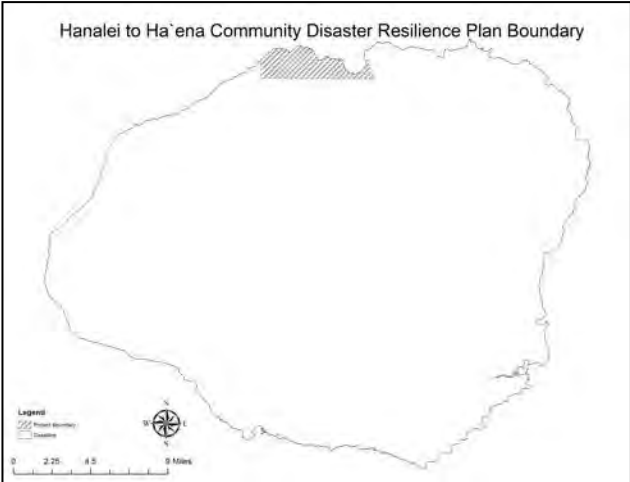 Hanalei to Ha`ena Community Disaster Resilience Plan Boundary
Legend
Project Boundary
Coastline
N
W
E
0 2.25 4.5 9 Miles